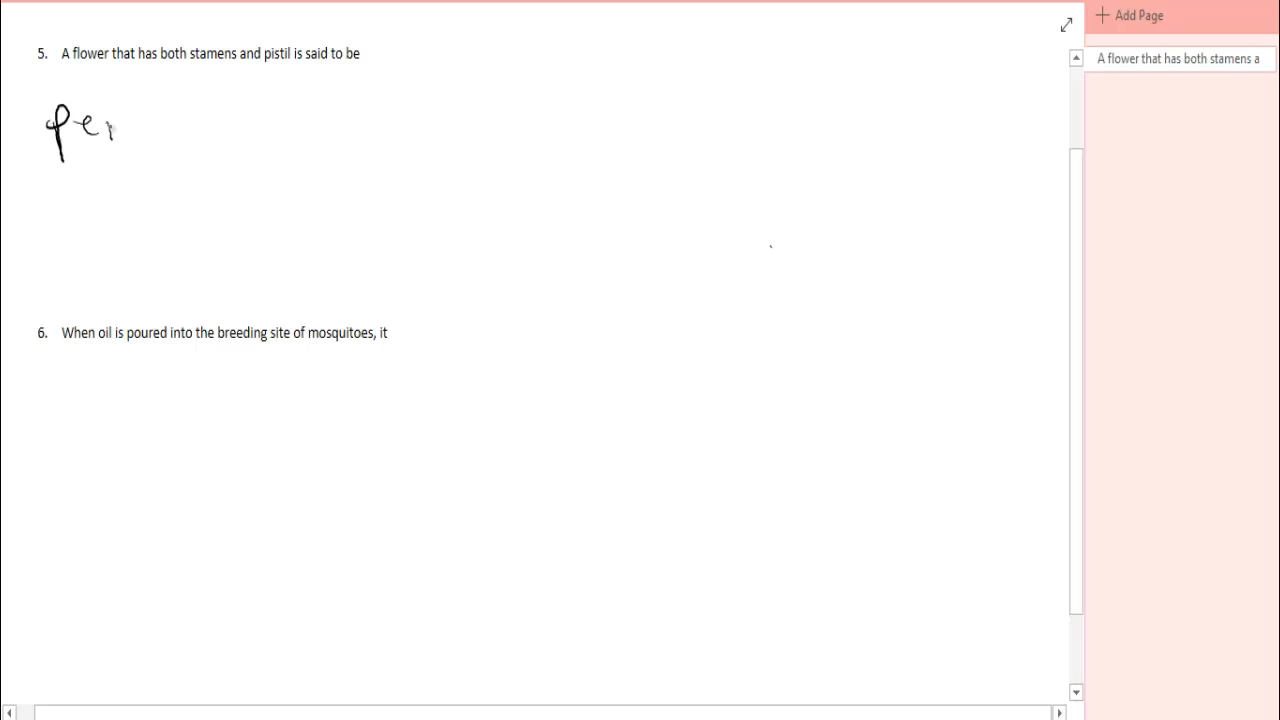 Add Page
5. A flower that has both stamens and pistil is said to be
A flower that has both stamens a
per
6. When oil is poured into the breeding site of mosquitoes, it